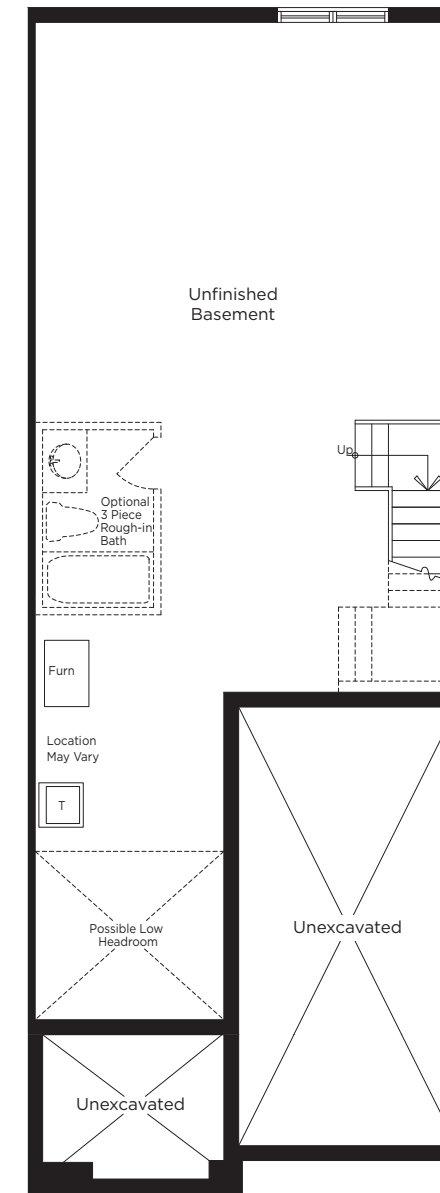 Unfinished
Basement
Up
Optional
3 Piece
Rough-in
Bath
Furn
Location
May Vary
T
Possible Low
Headroom
Unexcavated
Unexcavated